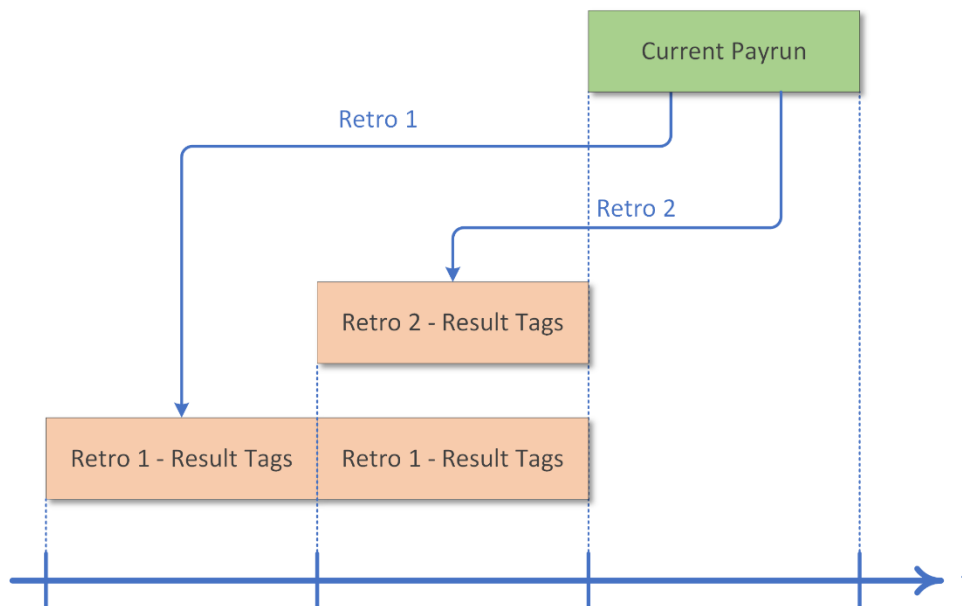 Current Payrun
Retro 1
Retro 2
Retro 2 - Result Tags
Retro 1 - Result Tags
Retro 1 - Result Tags